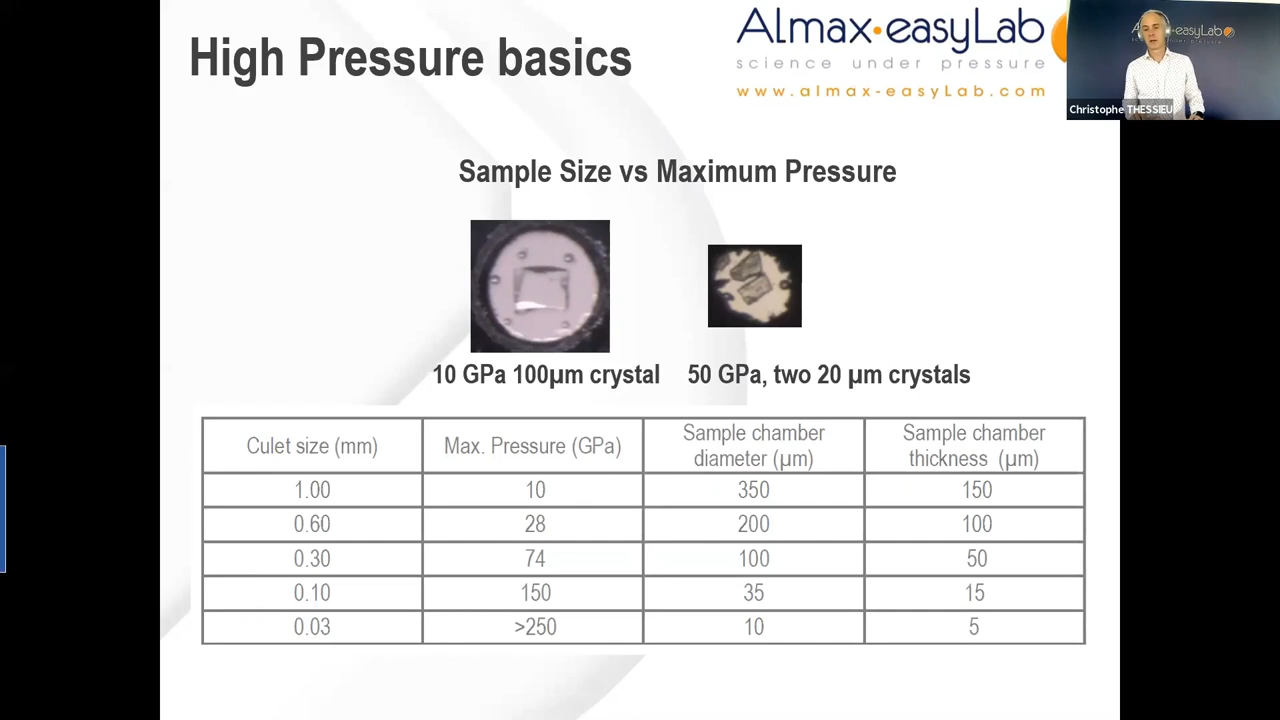 High Pressure basics
Almax·easyLab
science under pressure
www.almax-easyLab.com
Christophe THESSIEU
Sample Size vs Maximum Pressure
10 GPa 100µm crystal
50 GPa, two 20 µm crystals
Culet size (mm) Max. Pressure (GPa) Sample chamber diameter (µm) Sample chamber thickness (µm)
1.00 10 350 150
0.60 28 200 100
0.30 74 100 50
0.10 150 35 15
0.03 >250 10 5